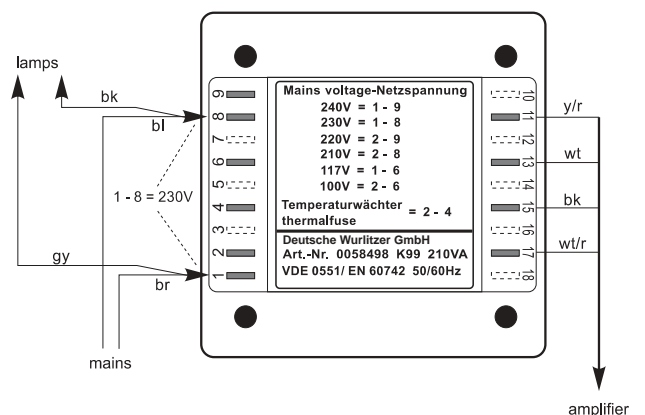 lamps
bk
bl
1 - 8 = 230V
gy
br
mains
9
8
7
6
5
4
3
2
1
Mains voltage-Netzspannung
240V = 1 - 9
230V = 1 - 8
220V = 2 - 9
210V = 2 - 8
117V = 1 - 6
100V = 2 - 6
Temperaturwächter
thermalfuse = 2 - 4
Deutsche Wurlitzer GmbH
Art.-Nr. 0058498 K99 210VA
VDE 0551/ EN 60742 50/60Hz
10
11
12
13
14
15
16
17
18
y/r
wt
bk
wt/r
amplifier